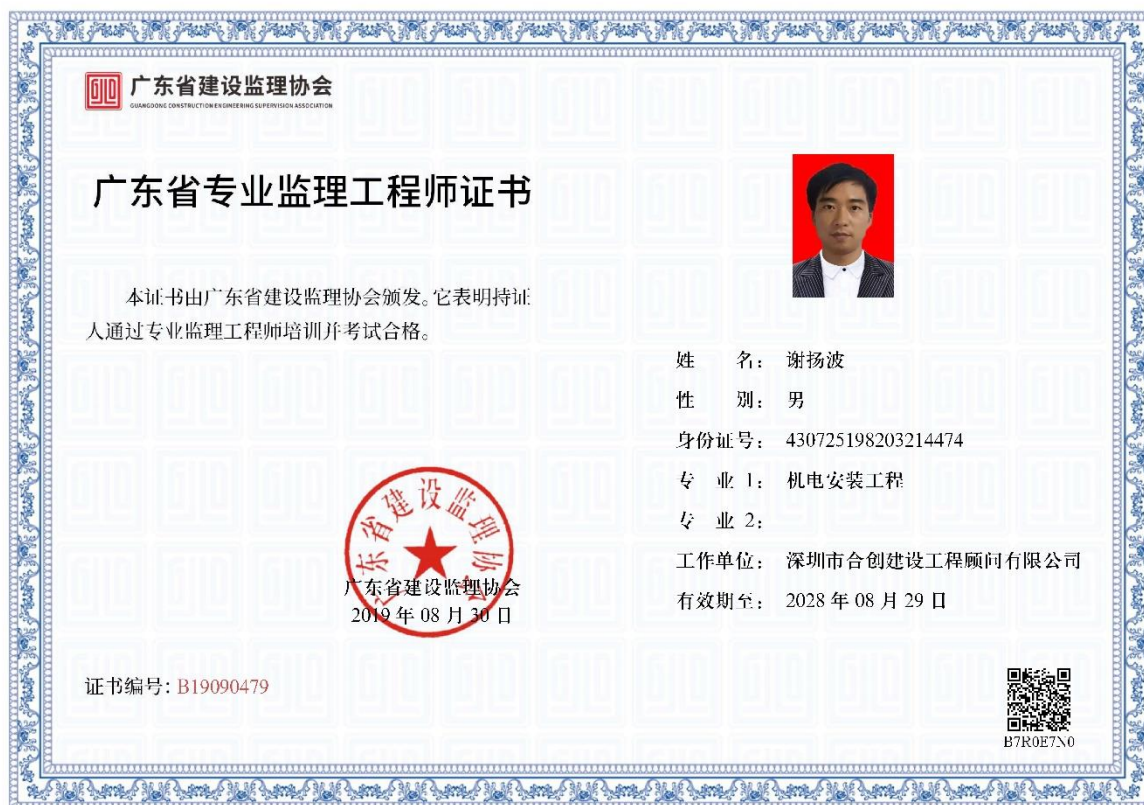 广东省建设监理协会
GUANGDONG CONSTRUCTION ENGINEERING SUPERVISION ASSOCIATION
广东省专业监理工程师证书
本证书由广东省建设监理协会颁发。它表明持证
人通过专业监理工程师培训并考试合格。
姓 名： 谢扬波
性 别： 男
身份证号： 430725198203214474
专 业 1： 机电安装工程
专 业 2：
工作单位： 深圳市合创建设工程顾问有限公司
有效期至： 2028 年 08 月 29 日
广东省建设监理协会
广东省建设监理协会
2019 年 08 月 30 日
证书编号: B19090479
B7R0E7N0